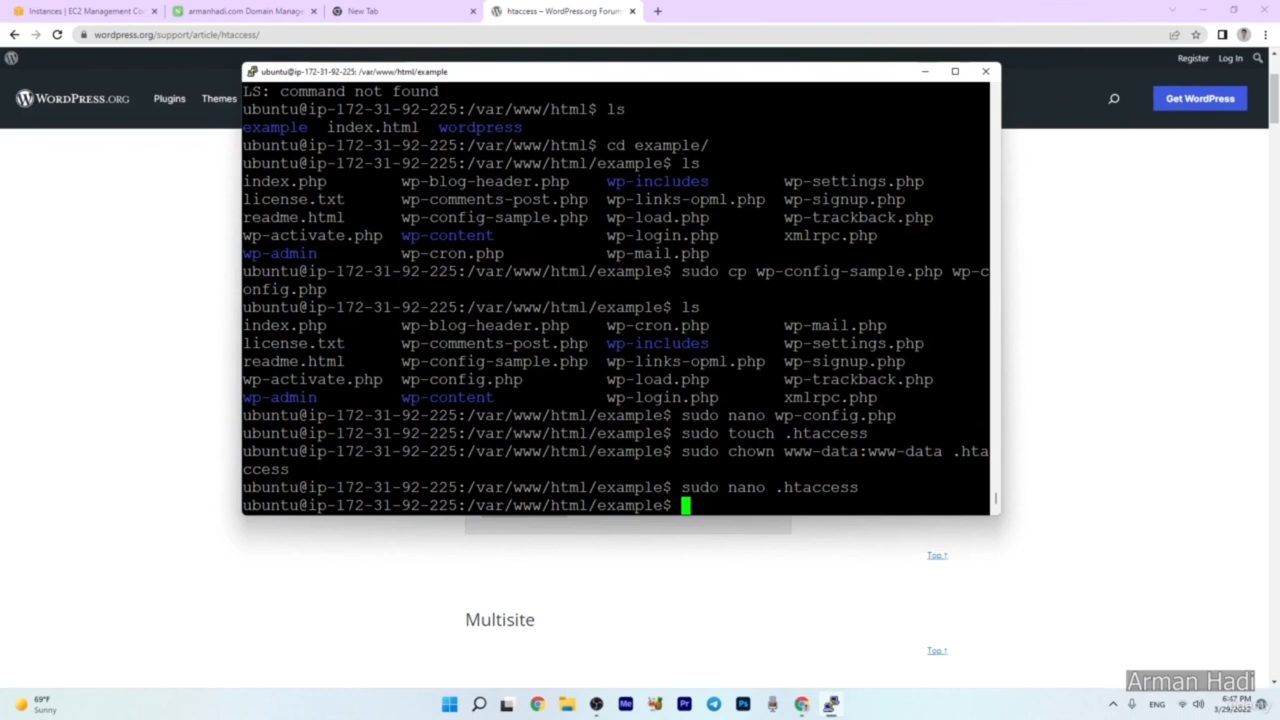 Instances | EC2 Management Con
armanhadi.com Domain Manage
New Tab
htaccess – WordPress.org Forum
wordpress.org/support/article/htaccess/
Register
Log In
WORDPRESS.ORG
Plugins
Themes
Get WordPress
ubuntu@ip-172-31-92-225: /var/www/html/example
LS: command not found
ubuntu@ip-172-31-92-225:/var/www/html$ ls
example index.html wordpress
ubuntu@ip-172-31-92-225:/var/www/html$ cd example/
ubuntu@ip-172-31-92-225:/var/www/html/example$ ls
index.php wp-blog-header.php wp-includes wp-settings.php
license.txt wp-comments-post.php wp-links-opml.php wp-signup.php
readme.html wp-config-sample.php wp-load.php wp-trackback.php
wp-activate.php wp-content wp-login.php xmlrpc.php
wp-admin wp-cron.php wp-mail.php
ubuntu@ip-172-31-92-225:/var/www/html/example$ sudo cp wp-config-sample.php wp-c
onfig.php
ubuntu@ip-172-31-92-225:/var/www/html/example$ ls
index.php wp-blog-header.php wp-cron.php wp-mail.php
license.txt wp-comments-post.php wp-includes wp-settings.php
readme.html wp-config-sample.php wp-links-opml.php wp-signup.php
wp-activate.php wp-config.php wp-load.php wp-trackback.php
wp-admin wp-content wp-login.php xmlrpc.php
ubuntu@ip-172-31-92-225:/var/www/html/example$ sudo nano wp-config.php
ubuntu@ip-172-31-92-225:/var/www/html/example$ sudo touch .htaccess
ubuntu@ip-172-31-92-225:/var/www/html/example$ sudo chown www-data:www-data .hta
ccess
ubuntu@ip-172-31-92-225:/var/www/html/example$ sudo nano .htaccess
ubuntu@ip-172-31-92-225:/var/www/html/example$
Top ↑
Multisite
Top ↑
Arman Hadi
69°F
Sunny
Me
Pr
Ps
ENG
6:47 PM
3/29/2022